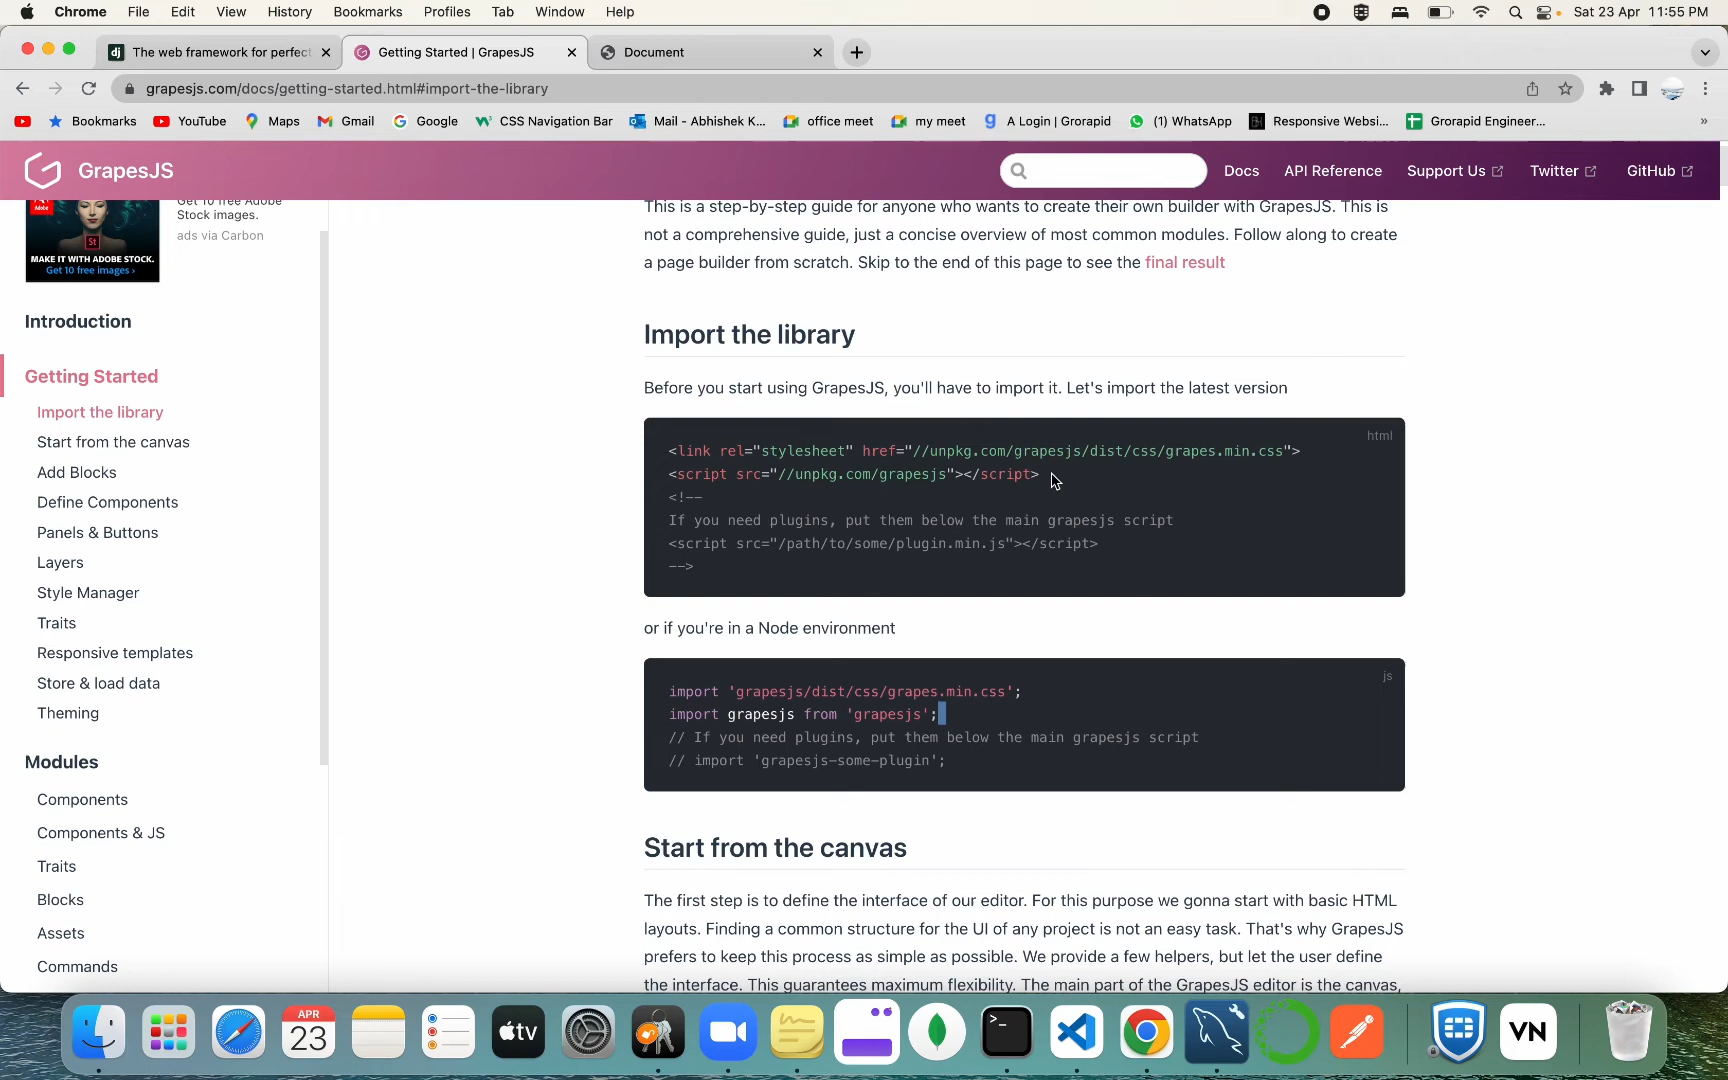 Chrome File Edit View History Bookmarks Profiles Tab Window Help Sat 23 Apr 11:55 PM
dj The web framework for perfect Getting Started | GrapesJS Document
grapesjs.com/docs/getting-started.html#import-the-library
Bookmarks YouTube Maps Gmail Google CSS Navigation Bar Mail - Abhishek K... office meet my meet A Login | Grorapid (1) WhatsApp Responsive Websi... Grorapid Engineer... »
GrapesJS Docs API Reference Support Us Twitter GitHub
Adobe
St
MAKE IT WITH ADOBE STOCK.
Get 10 free images ›
Get 10 free Adobe
Stock images.
ads via Carbon
Introduction
Getting Started
Import the library
Start from the canvas
Add Blocks
Define Components
Panels & Buttons
Layers
Style Manager
Traits
Responsive templates
Store & load data
Theming
Modules
Components
Components & JS
Traits
Blocks
Assets
Commands
This is a step-by-step guide for anyone who wants to create their own builder with GrapesJS. This is
not a comprehensive guide, just a concise overview of most common modules. Follow along to create
a page builder from scratch. Skip to the end of this page to see the final result
Import the library
Before you start using GrapesJS, you'll have to import it. Let's import the latest version
html
<link rel="stylesheet" href="//unpkg.com/grapesjs/dist/css/grapes.min.css">
<script src="//unpkg.com/grapesjs"></script>
<!--
If you need plugins, put them below the main grapesjs script
<script src="/path/to/some/plugin.min.js"></script>
-->
or if you're in a Node environment
js
import 'grapesjs/dist/css/grapes.min.css';
import grapesjs from 'grapesjs';
// If you need plugins, put them below the main grapesjs script
// import 'grapesjs-some-plugin';
Start from the canvas
The first step is to define the interface of our editor. For this purpose we gonna start with basic HTML
layouts. Finding a common structure for the UI of any project is not an easy task. That's why GrapesJS
prefers to keep this process as simple as possible. We provide a few helpers, but let the user define
the interface. This guarantees maximum flexibility. The main part of the GrapesJS editor is the canvas,
APR
23
tv
>_
VN